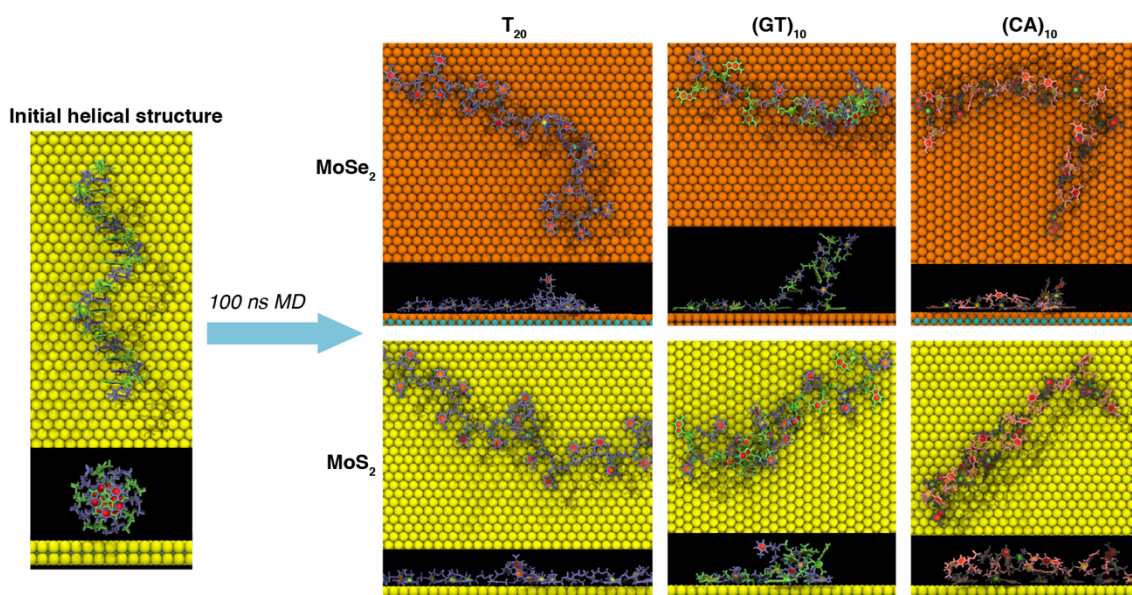 T20
(GT)10
(CA)10
Initial helical structure
MoSe2
100 ns MD
MoS2